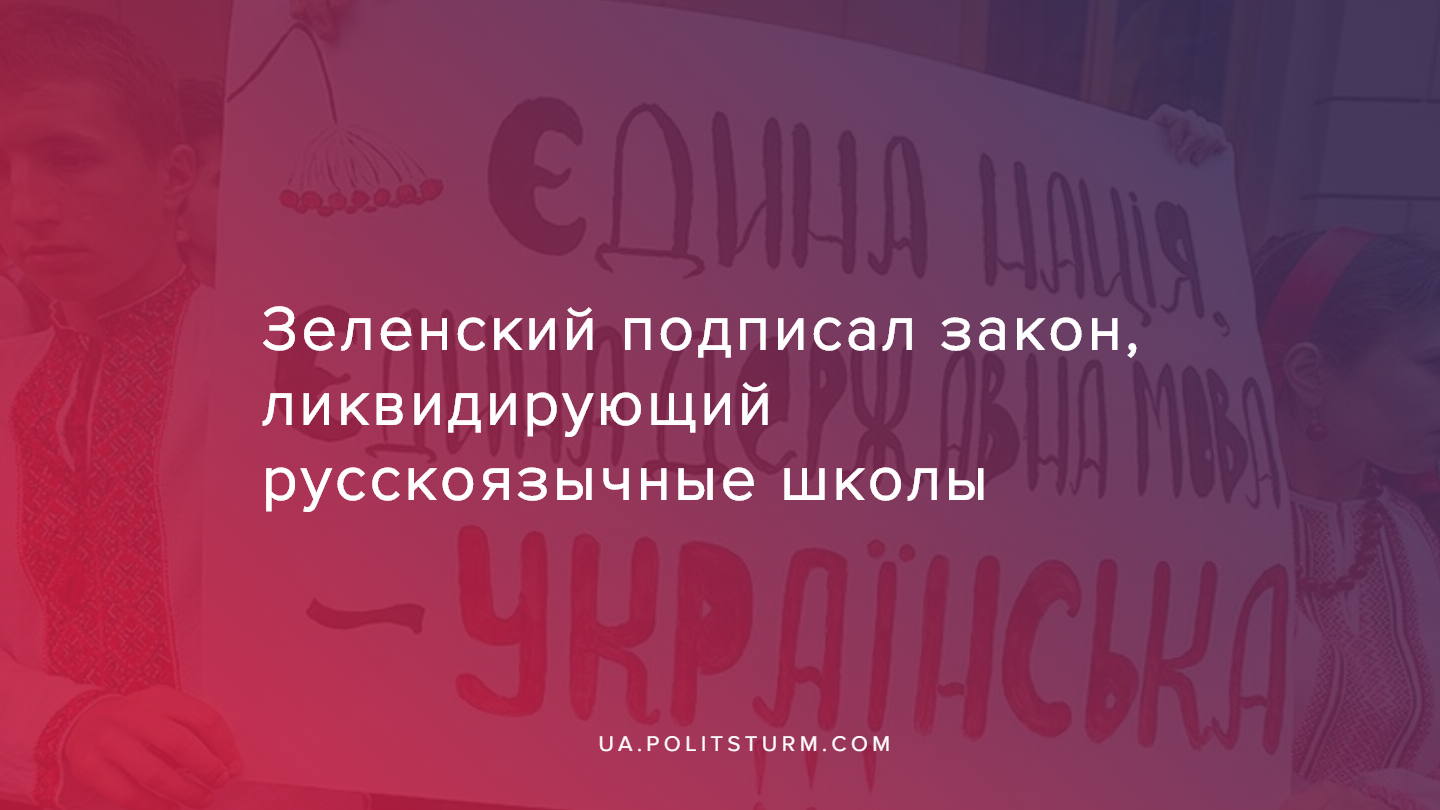 ЄДИНА НАЦІЯ,
Зеленский подписал закон,
ЄДИНА ДЕРЖАВНА МОВА
ликвидирующий
русскоязычные школы
– УКРАЇНСЬКА
UA.POLITSTURM.COM